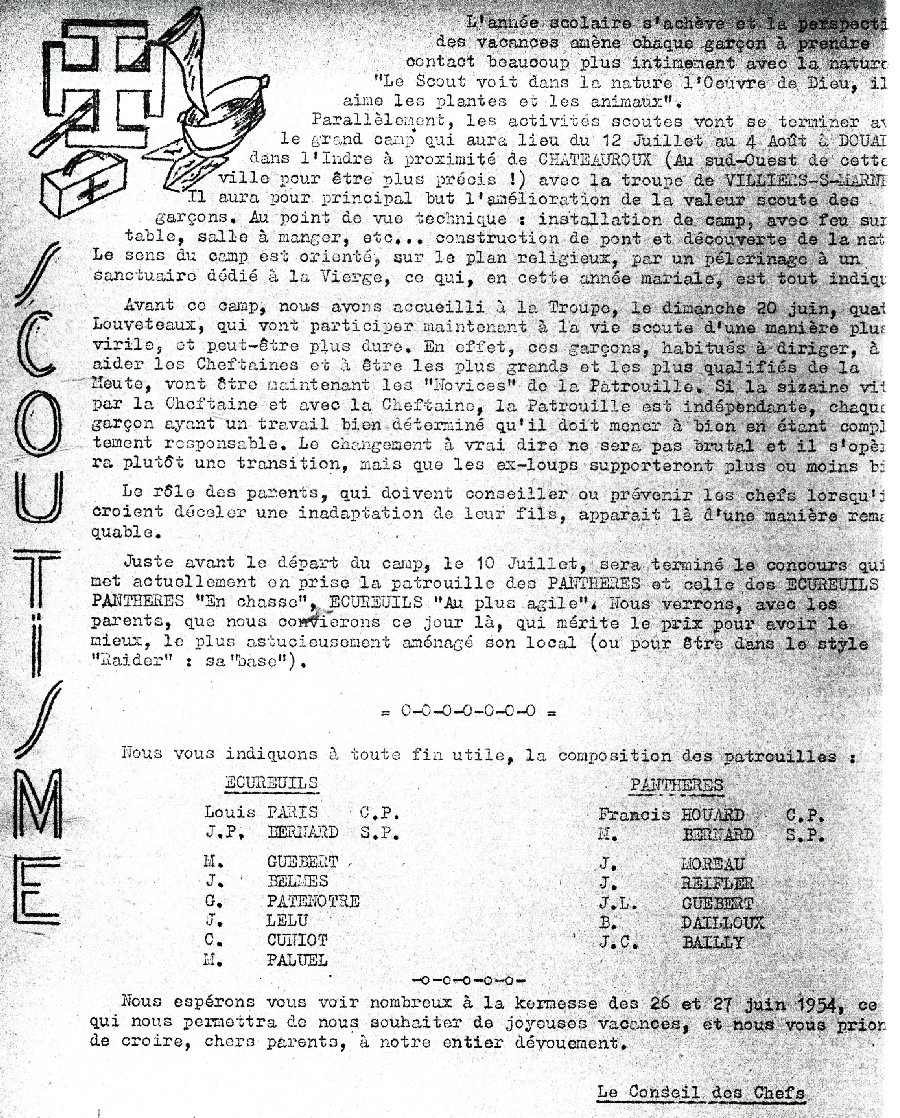 SCOUTISME
L'année scolaire s'achève et la perspecti
des vacances amène chaque garçon à prendre
contact beaucoup plus intimement avec la nature
"Le Scout voit dans la nature l'Oeuvre de Dieu, il
aime les plantes et les animaux".
Parallèlement, les activités scoutes vont se terminer av
le grand camp qui aura lieu du 12 Juillet au 4 Août à DOUAI
dans l'Indre à proximité de CHATEAUROUX (Au sud-Ouest de cette
ville pour être plus précis !) avec la troupe de VILLIERS-S-MARNE
Il aura pour principal but l'amélioration de la valeur scoute des
garçons. Au point de vue technique : installation de camp, avec feu sur
table, salle à manger, etc... construction de pont et découverte de la nat
Le sens du camp est orienté, sur le plan religieux, par un pélerinage à un
sanctuaire dédié à la Vierge, ce qui, en cette année mariale, est tout indiqu
Avant ce camp, nous avons accueilli à la Troupe, le dimanche 20 juin, quat
Louveteaux, qui vont participer maintenant à la vie scoute d'une manière plus
virile, et peut-être plus dure. En effet, ces garçons, habitués à diriger, à
aider les Cheftaines et à être les plus grands et les plus qualifiés de la
Meute, vont être maintenant les "Novices" de la Patrouille. Si la sizaine vit
par la Cheftaine et avec la Cheftaine, la Patrouille est indépendante, chaque
garçon ayant un travail bien déterminé qu'il doit mener à bien en étant compl
tement responsable. Le changement à vrai dire ne sera pas brutal et il s'opèr
ra plutôt une transition, mais que les ex-loups supporteront plus ou moins bi
Le rôle des parents, qui doivent conseiller ou prévenir les chefs lorsqu'i
croient déceler une inadaptation de leur fils, apparait là d'une manière rema
quable.
Juste avant le départ du camp, le 10 Juillet, sera terminé le concours qui
met actuellement en prise la patrouille des PANTHERES et celle des ECUREUILS
PANTHERES "En chasse", ECUREUILS "Au plus agile". Nous verrons, avec les
parents, que nous convierons ce jour là, qui mérite le prix pour avoir le
mieux, le plus astucieusement aménagé son local (ou pour être dans le style
"Raider" : sa "base").
= O-O-O-O-O-O-O =
Nous vous indiquons à toute fin utile, la composition des patrouilles :
ECUREUILS PANTHERES
Louis PARIS C.P. Francis HOUARD C.P.
J.P. BERNARD S.P. M. BERNARD S.P.
M. GUEBERT J. MOREAU
J. BELMES J. REIFLER
G. PATENOTRE J.L. GUEBERT
J. LELU B. DAILLOUX
C. CUNIOT J.C. BAILLY
M. PALUEL
-o-o-o-o-o-
Nous espérons vous voir nombreux à la kermesse des 26 et 27 juin 1954, ce
qui nous permettra de nous souhaiter de joyeuses vacances, et nous vous prion
de croire, chers parents, à notre entier dévouement.
Le Conseil des Chefs